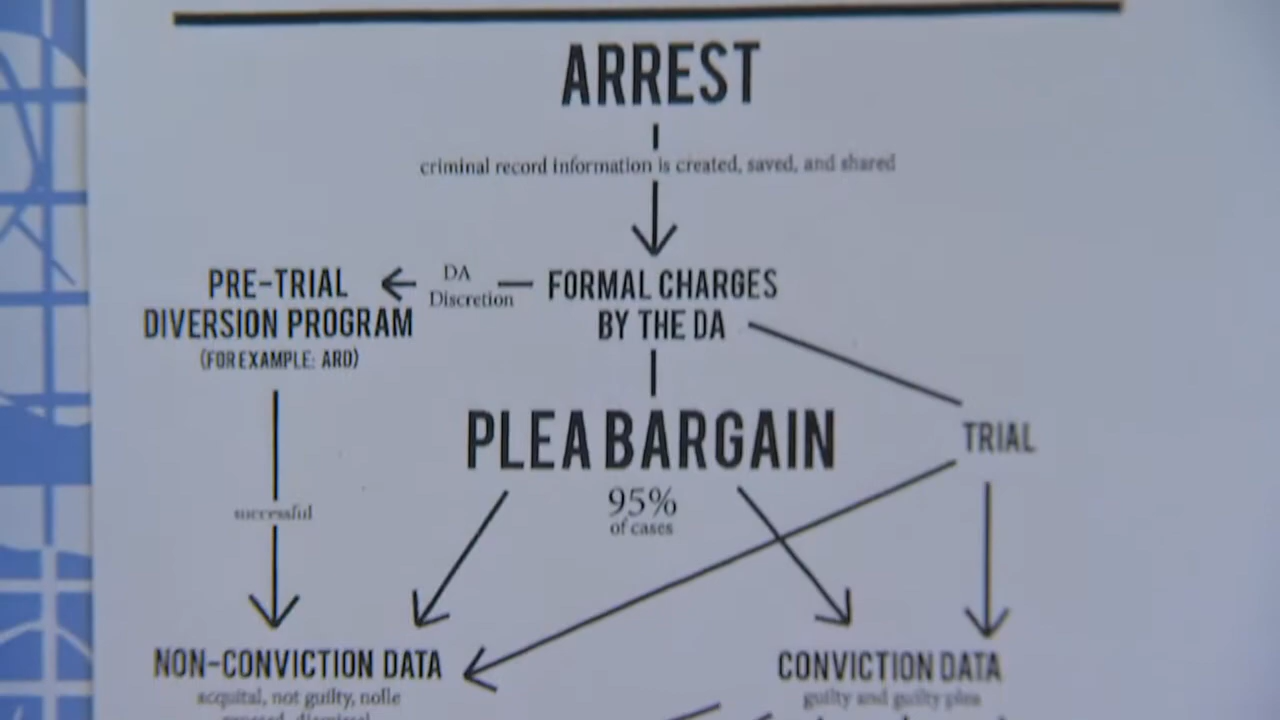 ARREST
criminal record information is created, saved, and shared
PRE-TRIAL
DIVERSION PROGRAM
(FOR EXAMPLE: ARD)
DA
Discretion
FORMAL CHARGES
BY THE DA
PLEA BARGAIN
95%
of cases
TRIAL
successful
NON-CONVICTION DATA
acquital, not guilty, nolle
CONVICTION DATA
guilty and guilty plea